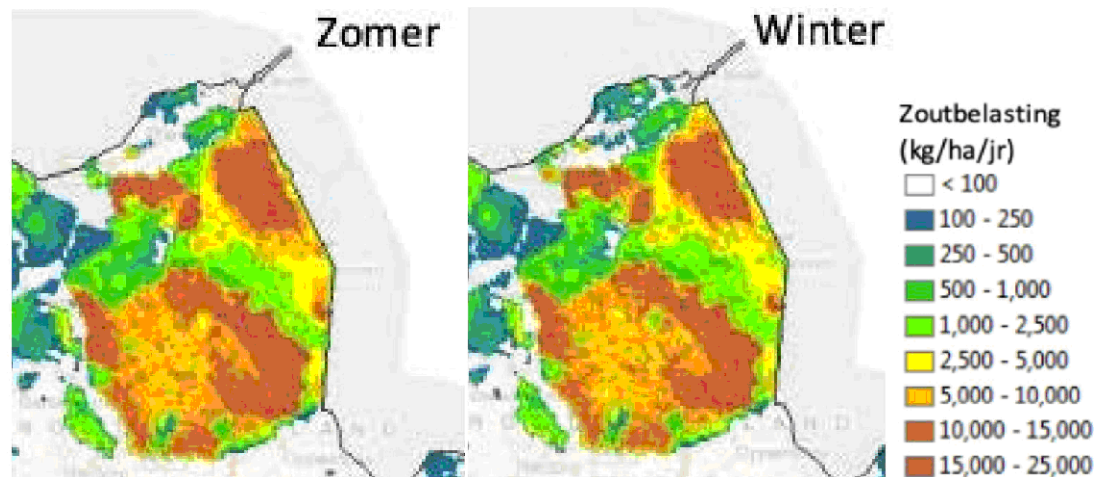 Zomer
Winter
Zoutbelasting
(kg/ha/jr)
< 100
100 - 250
250 - 500
500 - 1,000
1,000 - 2,500
2,500 - 5,000
5,000 - 10,000
10,000 - 15,000
15,000 - 25,000